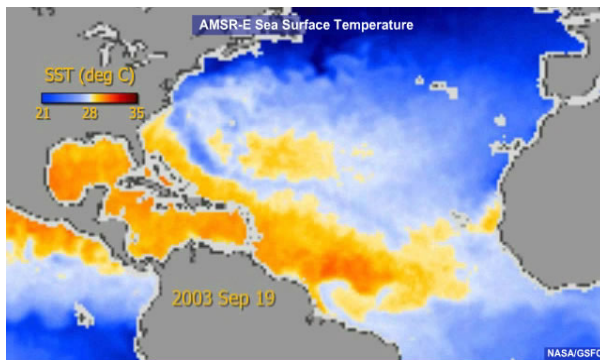 AMSR-E Sea Surface Temperature
SST (deg C)
21 28 35
2003 Sep 19
NASA/GSFC